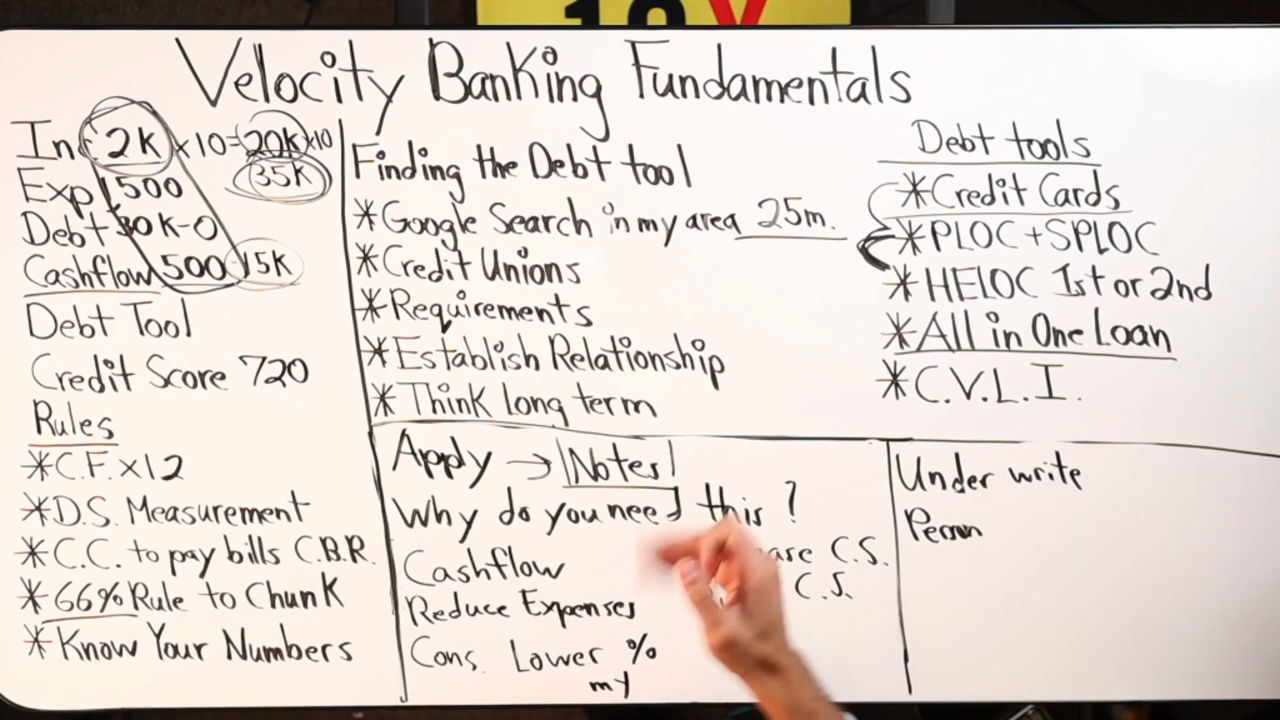 Velocity Banking Fundamentals
Inc 2K x10=20K x10
35K
Exp 1500
Debt 30K-0
Cashflow 500 15K
Debt Tool
Credit Score 720
Rules
*C.F.x12
*D.S. Measurement
*C.C. to pay bills C.B.R.
*66% Rule to Chunk
*Know Your Numbers
Finding the Debt tool
*Google Search in my area 25m.
*Credit Unions
*Requirements
*Establish Relationship
*Think long term
Debt tools
*Credit Cards
*PLOC+SPLOC
*HELOC 1st or 2nd
*All in One Loan
*C.V.L.I.
Apply → Notes
Why do you need this?
Cashflow
Reduce Expenses
Cons. Lower %
my
C.S.
C.S.
Under write